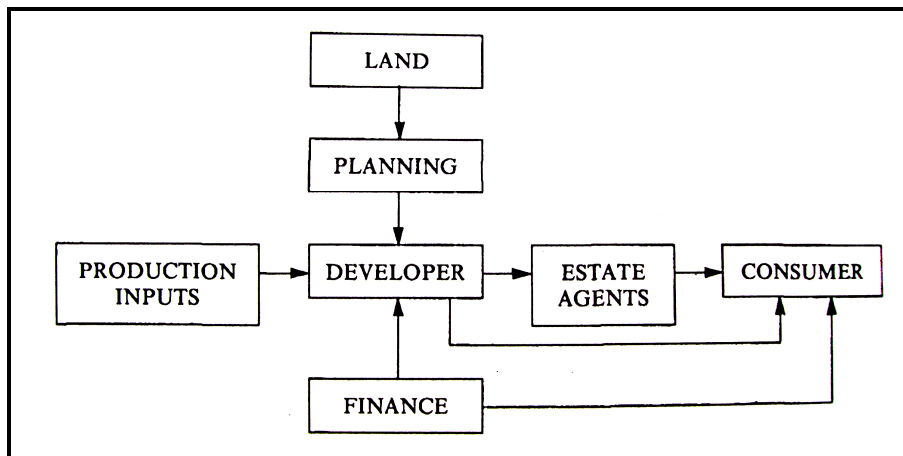 LAND
PLANNING
PRODUCTION
INPUTS
DEVELOPER
ESTATE
AGENTS
CONSUMER
FINANCE